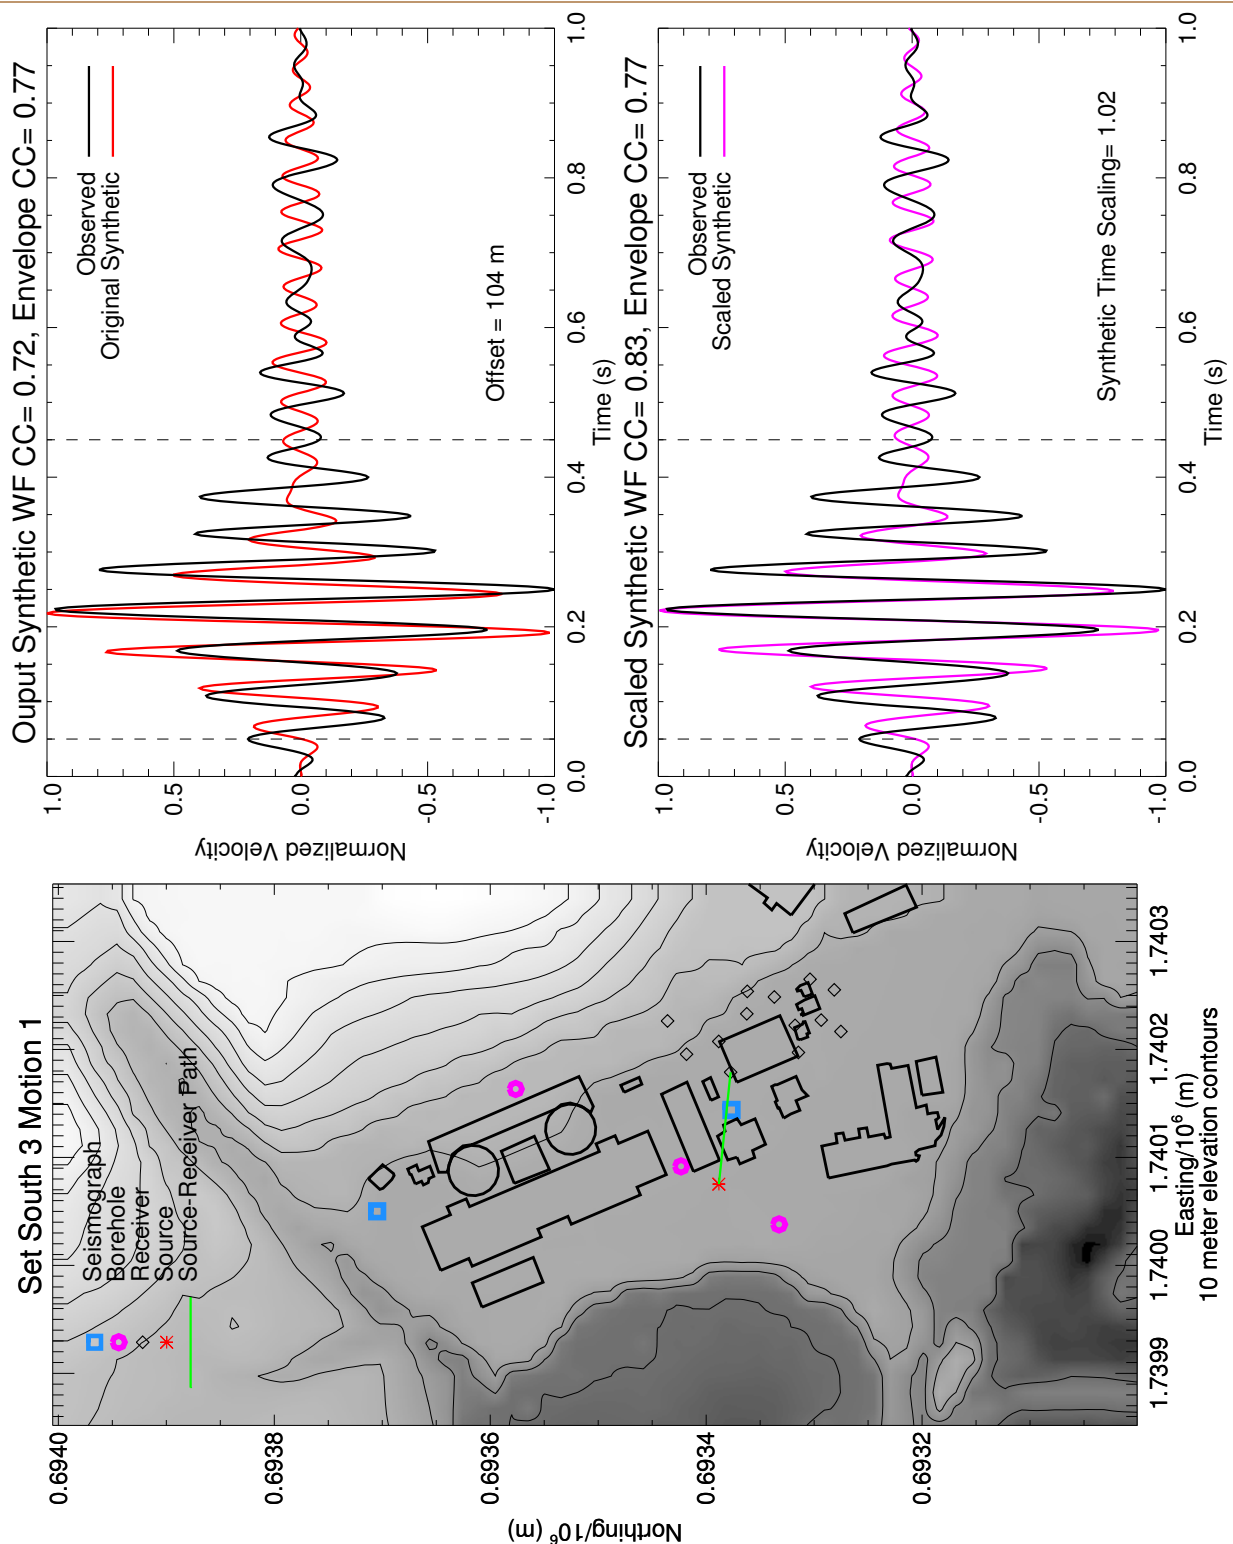 Set South 3 Motion 1
Seismograph
Borehole
Receiver
Source
Source-Receiver Path
0.6940
0.6938
0.6936
0.6934
0.6932
Northing/10⁶ (m)
1.7399
1.7400
1.7401
1.7402
1.7403
Easting/10⁶ (m)
10 meter elevation contours
Ouput Synthetic WF CC= 0.72, Envelope CC= 0.77
Observed
Original Synthetic
Offset = 104 m
1.0
0.5
0.0
-0.5
-1.0
Normalized Velocity
0.0
0.2
0.4
0.6
0.8
1.0
Time (s)
Scaled Synthetic WF CC= 0.83, Envelope CC= 0.77
Observed
Scaled Synthetic
Synthetic Time Scaling= 1.02
1.0
0.5
0.0
-0.5
-1.0
Normalized Velocity
0.0
0.2
0.4
0.6
0.8
1.0
Time (s)